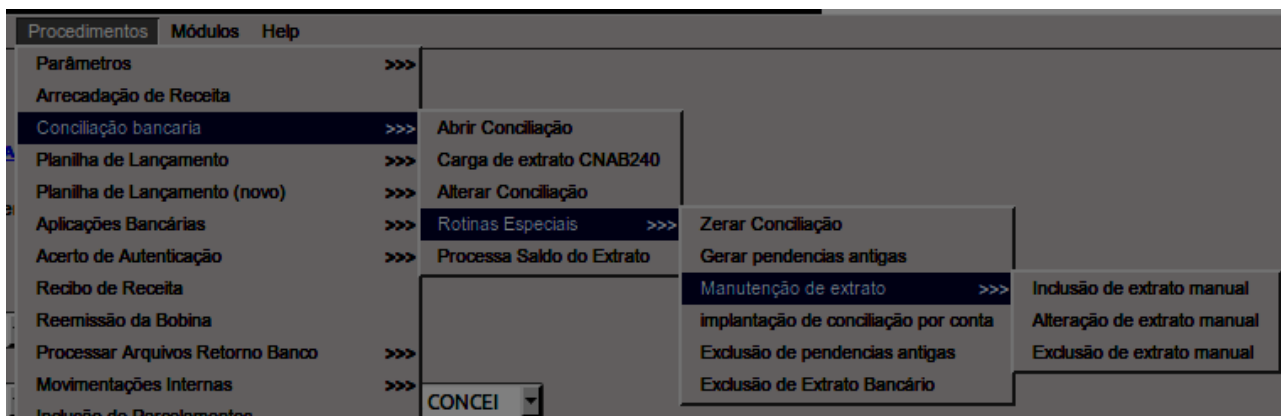 Procedimentos Módulos Help
Parâmetros >>>
Arrecadação de Receita
Conciliação bancaria >>>
Planilha de Lançamento >>>
Planilha de Lançamento (novo) >>>
Aplicações Bancárias >>>
Acerto de Autenticação >>>
Recibo de Receita
Reemissão da Bobina
Processar Arquivos Retorno Banco >>>
Movimentações Internas >>>
Inclusão de Parcelamentos
Abrir Conciliação
Carga de extrato CNAB240
Alterar Conciliação
Rotinas Especiais >>>
Processa Saldo do Extrato
Zerar Conciliação
Gerar pendencias antigas
Manutenção de extrato >>>
implantação de conciliação por conta
Exclusão de pendencias antigas
Exclusão de Extrato Bancário
Inclusão de extrato manual
Alteração de extrato manual
Exclusão de extrato manual
CONCEI